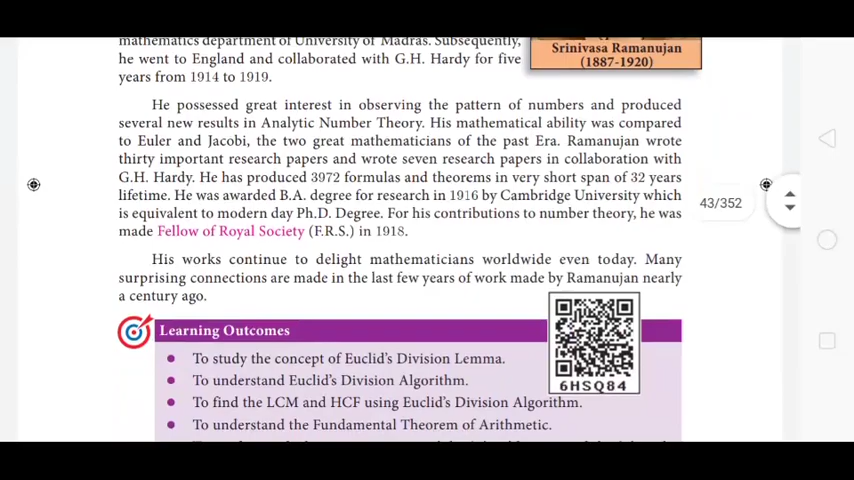 mathematics department of University of Madras. Subsequently,
he went to England and collaborated with G.H. Hardy for five
years from 1914 to 1919.
Srinivasa Ramanujan
(1887-1920)
He possessed great interest in observing the pattern of numbers and produced
several new results in Analytic Number Theory. His mathematical ability was compared
to Euler and Jacobi, the two great mathematicians of the past Era. Ramanujan wrote
thirty important research papers and wrote seven research papers in collaboration with
G.H. Hardy. He has produced 3972 formulas and theorems in very short span of 32 years
lifetime. He was awarded B.A. degree for research in 1916 by Cambridge University which
is equivalent to modern day Ph.D. Degree. For his contributions to number theory, he was
made Fellow of Royal Society (F.R.S.) in 1918.
43/352
His works continue to delight mathematicians worldwide even today. Many
surprising connections are made in the last few years of work made by Ramanujan nearly
a century ago.
Learning Outcomes
6HSQ84
● To study the concept of Euclid's Division Lemma.
● To understand Euclid's Division Algorithm.
● To find the LCM and HCF using Euclid's Division Algorithm.
● To understand the Fundamental Theorem of Arithmetic.